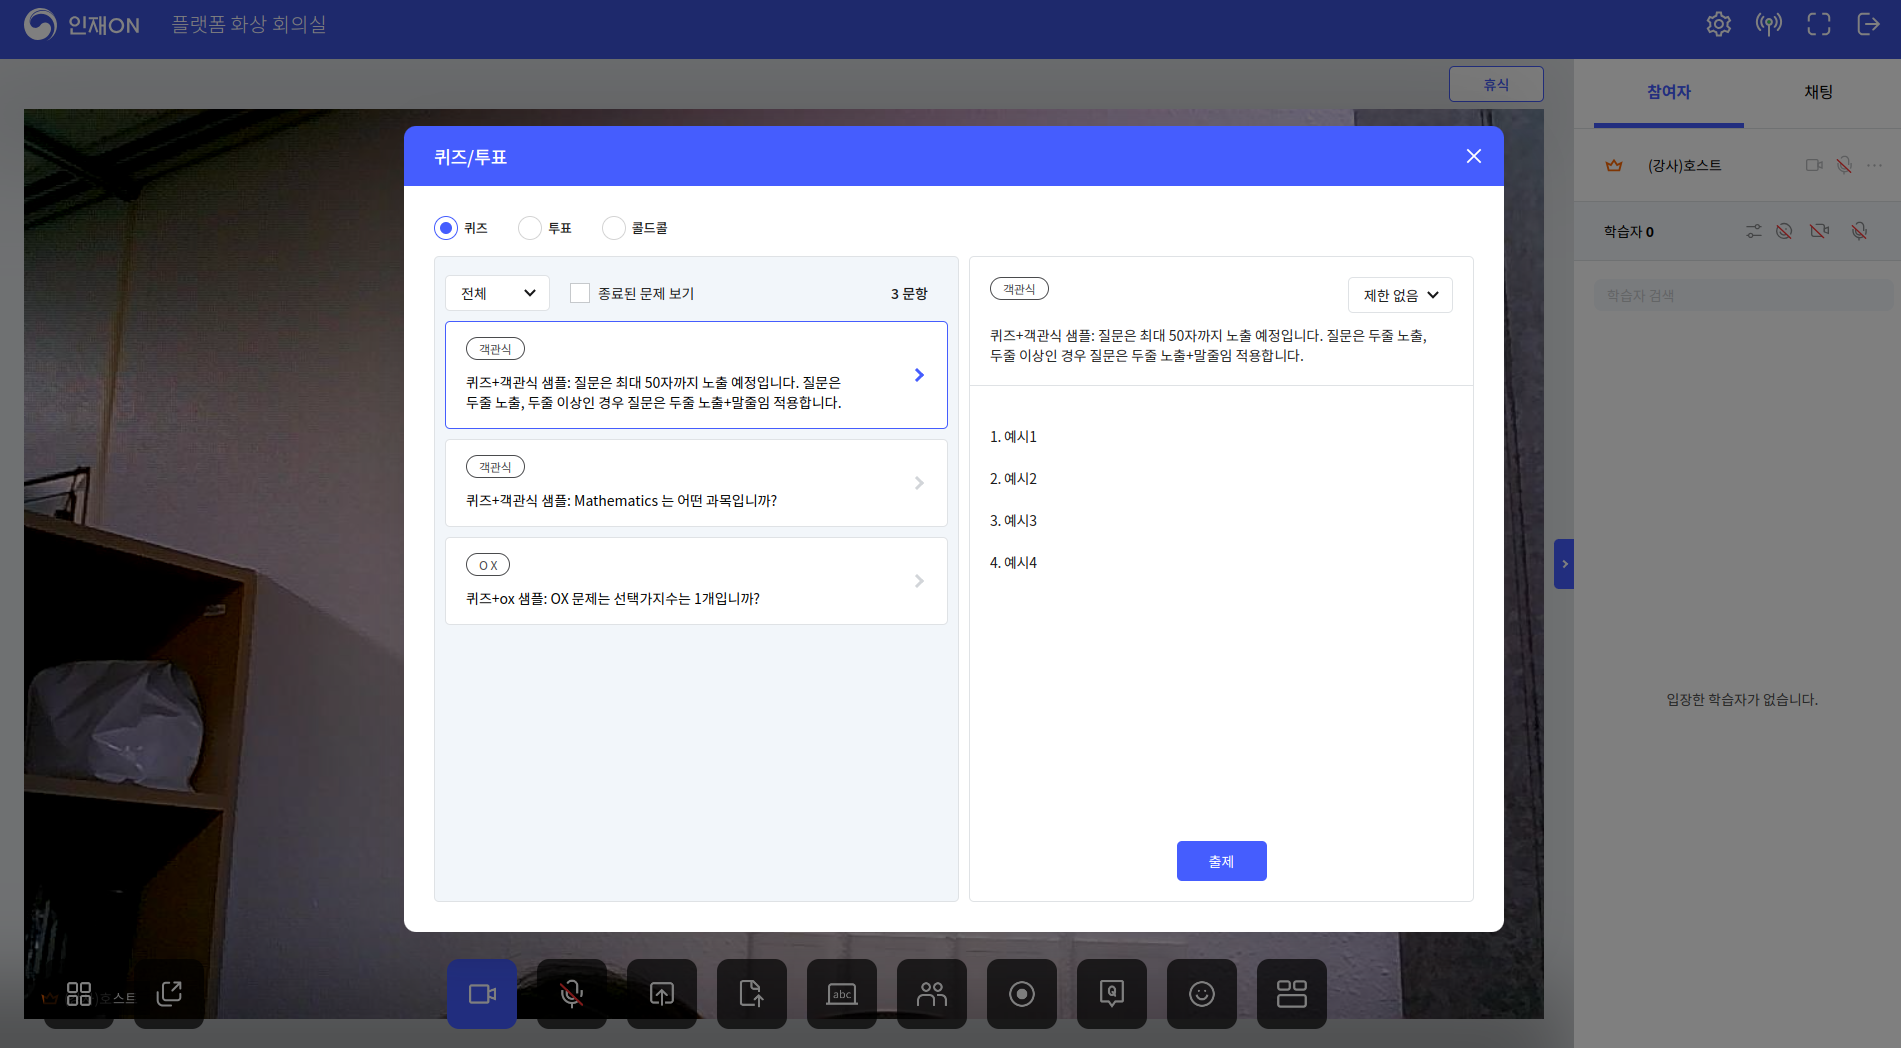 인재ON 플랫폼 화상 회의실
휴식
참여자 채팅
(강사)호스트
학습자 0
학습자 검색
입장한 학습자가 없습니다.
퀴즈/투표
퀴즈 투표 콜드콜
전체 종료된 문제 보기 3 문항
객관식
퀴즈+객관식 샘플: 질문은 최대 50자까지 노출 예정입니다. 질문은
두줄 노출, 두줄 이상인 경우 질문은 두줄 노출+말줄임 적용합니다.
객관식
퀴즈+객관식 샘플: Mathematics 는 어떤 과목입니까?
O X
퀴즈+ox 샘플: OX 문제는 선택가지수는 1개입니까?
객관식 제한 없음
퀴즈+객관식 샘플: 질문은 최대 50자까지 노출 예정입니다. 질문은 두줄 노출,
두줄 이상인 경우 질문은 두줄 노출+말줄임 적용합니다.
1. 예시1
2. 예시2
3. 예시3
4. 예시4
출제
호스트
abc
Q